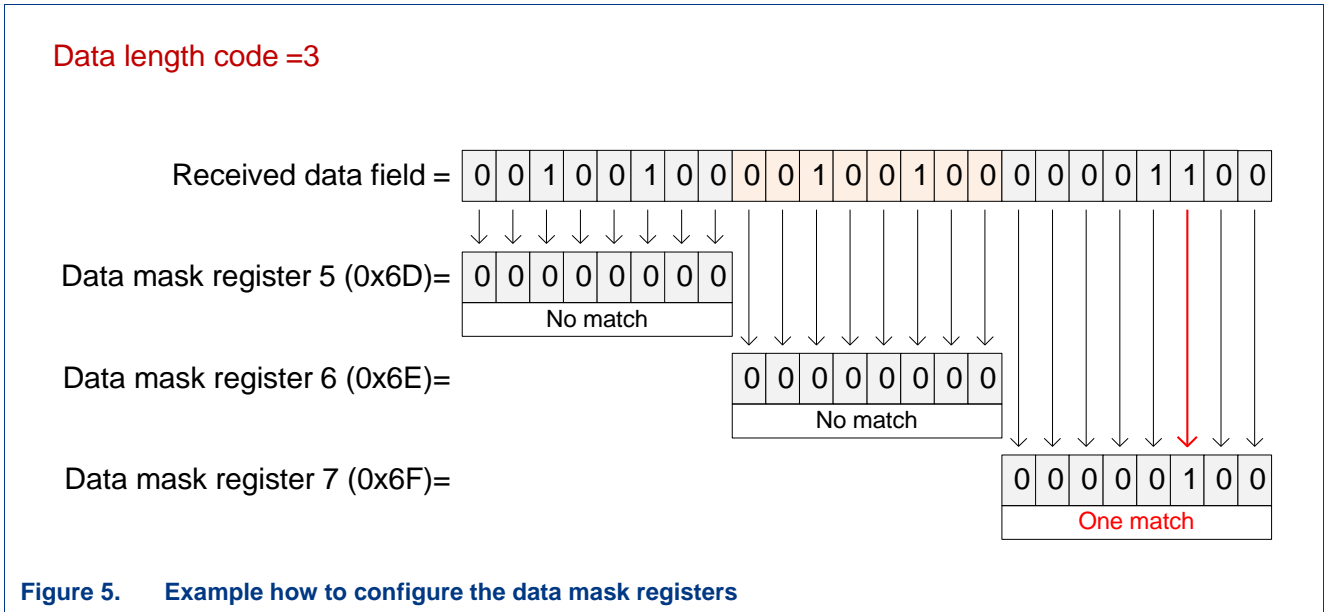 Data length code =3
Received data field = 0 0 1 0 0 1 0 0 0 0 1 0 0 1 0 0 0 0 0 0 1 1 0 0
Data mask register 5 (0x6D)= 0 0 0 0 0 0 0 0
No match
Data mask register 6 (0x6E)= 0 0 0 0 0 0 0 0
No match
Data mask register 7 (0x6F)= 0 0 0 0 0 1 0 0
One match
Figure 5. Example how to configure the data mask registers